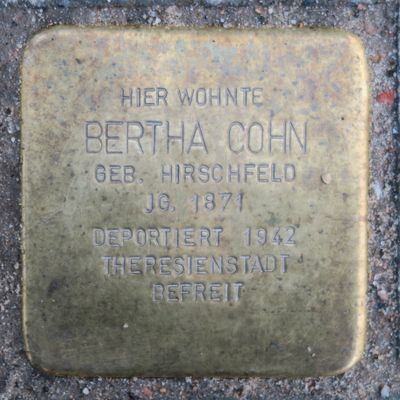 HIER WOHNTE
BERTHA COHN
GEB. HIRSCHFELD
JG. 1871
DEPORTIERT 1942
THERESIENSTADT
BEFREIT